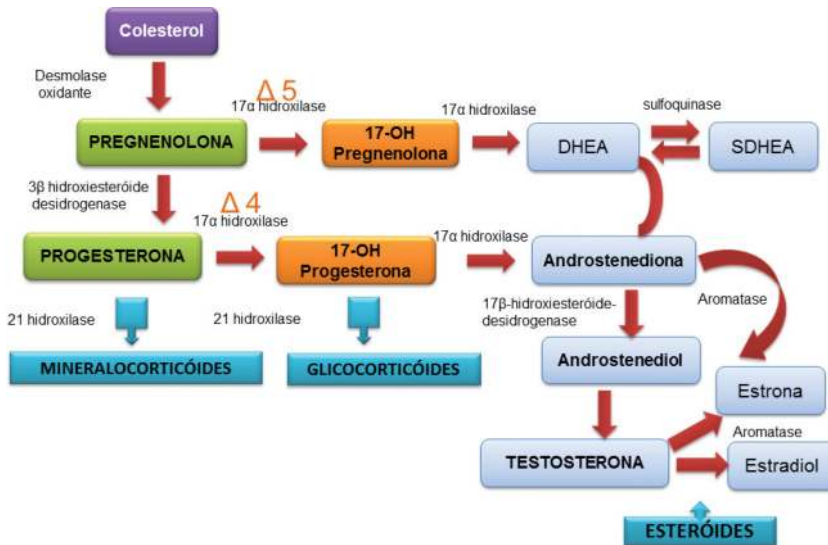 Colesterol
Desmolase
oxidante
Δ 5
17α hidroxilase
17α hidroxilase
sulfoquinase
PREGNENOLONA
17-OH
Pregnenolona
DHEA
SDHEA
3β hidroxiesteróide
desidrogenase
Δ 4
17α hidroxilase
17α hidroxilase
PROGESTERONA
17-OH
Progesterona
Androstenediona
21 hidroxilase
21 hidroxilase
17β-hidroxiesteróide-
desidrogenase
Aromatase
MINERALOCORTICÓIDES
GLICOCORTICÓIDES
Androstenediol
Estrona
Aromatase
TESTOSTERONA
Estradiol
ESTERÓIDES